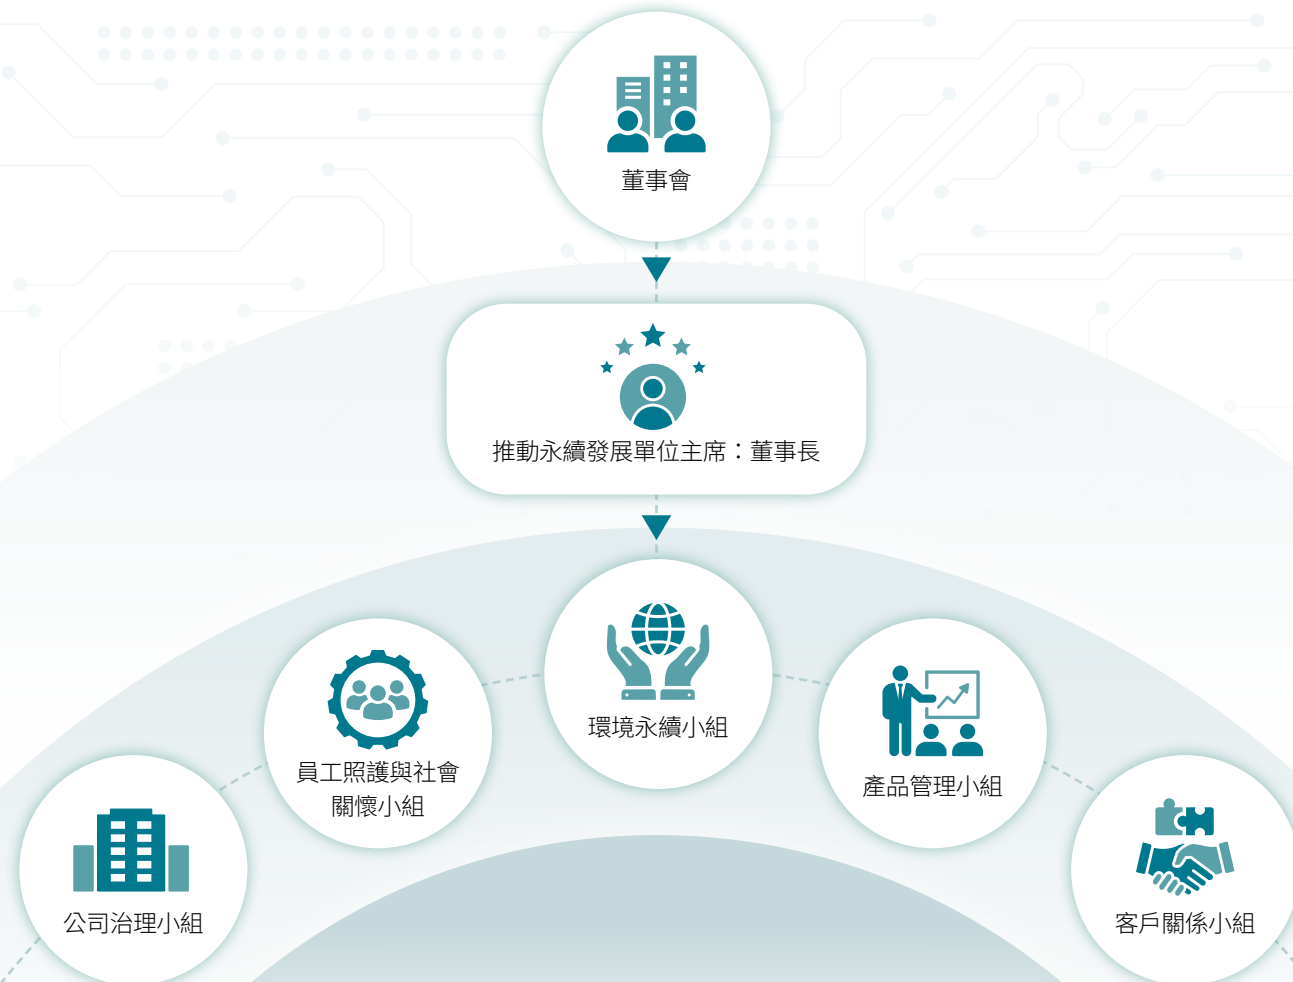 董事會
推動永續發展單位主席：董事長
環境永續小組
員工照護與社會
關懷小組
產品管理小組
公司治理小組
客戶關係小組